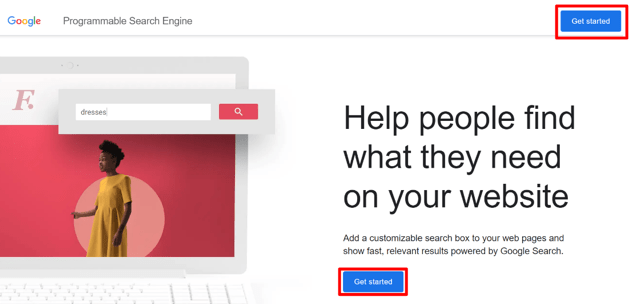 Google Programmable Search Engine Get started
F.
dresses
Help people find
what they need
on your website
Add a customizable search box to your web pages and
show fast, relevant results powered by Google Search.
Get started